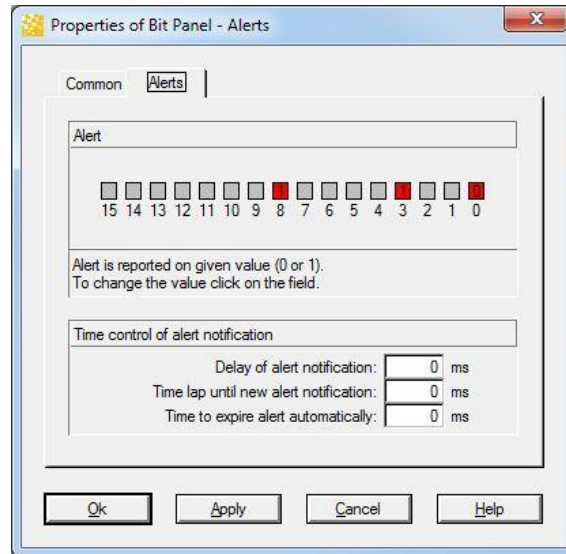 Properties of Bit Panel - Alerts
x
Common Alerts
Alert
1 1 0
15 14 13 12 11 10 9 8 7 6 5 4 3 2 1 0
Alert is reported on given value (0 or 1).
To change the value click on the field.
Time control of alert notification
Delay of alert notification: 0 ms
Time lap until new alert notification: 0 ms
Time to expire alert automatically: 0 ms
Ok Apply Cancel Help